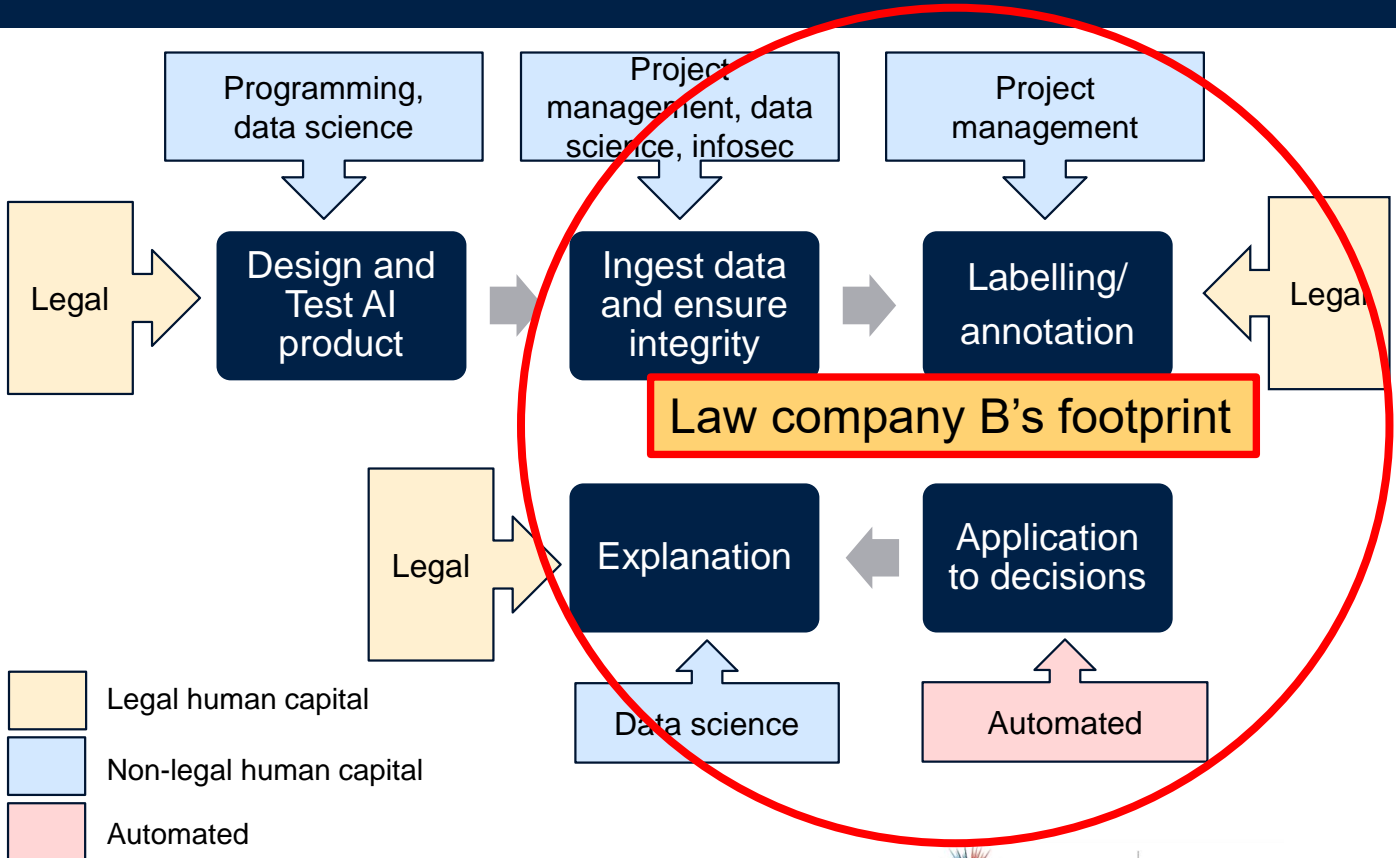 Programming,
data science
Project
management, data
science, infosec
Project
management
Legal
Design and
Test AI
product
Ingest data
and ensure
integrity
Labelling/
annotation
Legal
Law company B’s footprint
Legal
Explanation
Application
to decisions
Data science
Automated
Legal human capital
Non-legal human capital
Automated